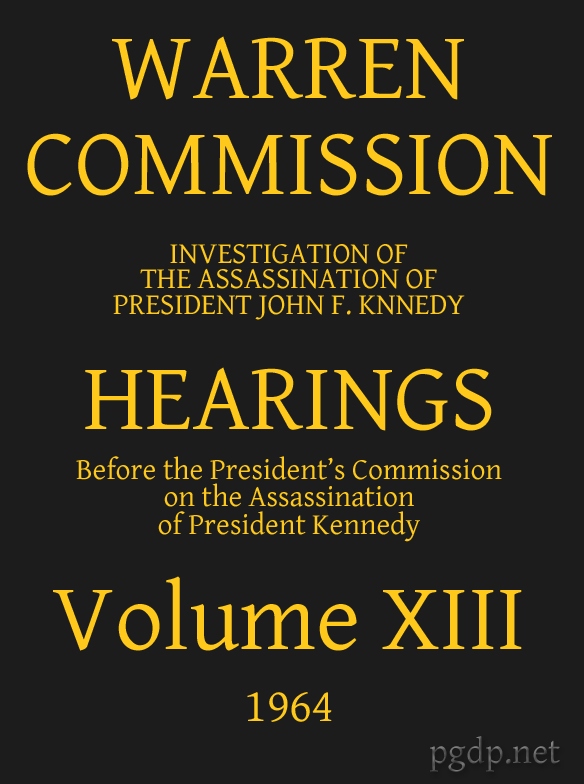 WARREN
COMMISSION
INVESTIGATION OF
THE ASSASSINATION OF
PRESIDENT JOHN F. KNNEDY
HEARINGS
Before the President’s Commission
on the Assassination
of President Kennedy
Volume XIII
1964
pgdp.net